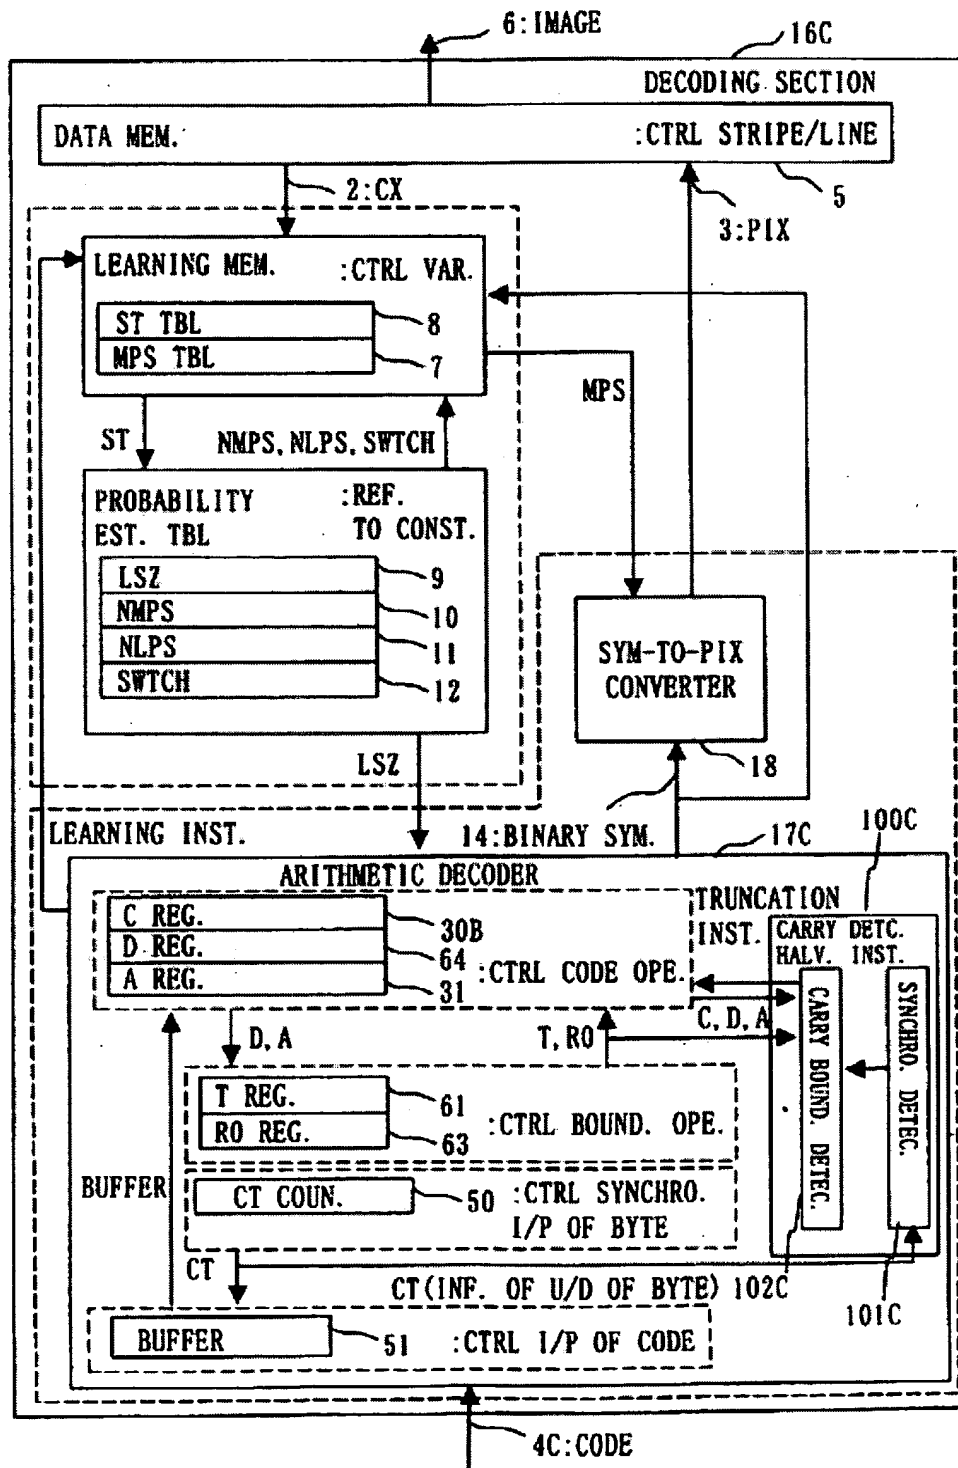 6:IMAGE
16C
DECODING SECTION
DATA MEM. :CTRL STRIPE/LINE
5
2:CX
3:PIX
LEARNING MEM. :CTRL VAR.
ST TBL
8
MPS TBL
7
MPS
ST
NMPS, NLPS, SWTCH
PROBABILITY :REF.
EST. TBL TO CONST.
LSZ
9
NMPS
10
NLPS
11
SWTCH
12
SYM-TO-PIX
CONVERTER
18
LSZ
LEARNING INST.
14:BINARY SYM.
17C
100C
ARITHMETIC DECODER
TRUNCATION
INST.
C REG.
30B
D REG.
64
A REG.
31
:CTRL CODE OPE.
CARRY DETC.
HALV. INST.
CARRY BOUND. DETEC.
SYNCHRO. DETEC.
C, D, A
D, A
T, RO
T REG.
61
RO REG.
63
:CTRL BOUND. OPE.
BUFFER
CT COUN.
50
:CTRL SYNCHRO.
I/P OF BYTE
CT
CT(INF. OF U/D OF BYTE)
102C
101C
BUFFER
51
:CTRL I/P OF CODE
4C:CODE